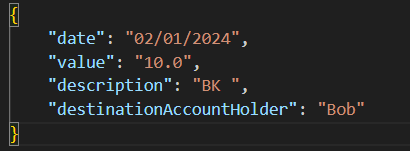 {
    "date": "02/01/2024",
    "value": "10.0",
    "description": "BK ",
    "destinationAccountHolder": "Bob"
}